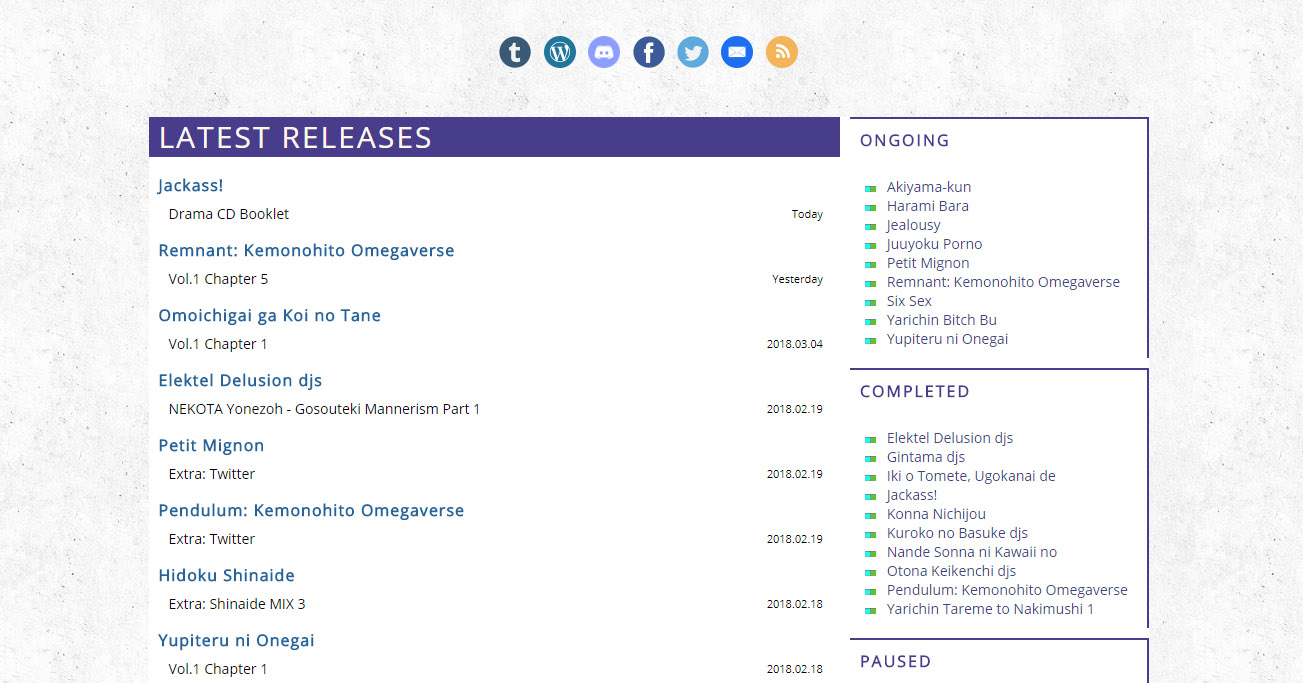 LATEST RELEASES
Jackass!
Drama CD Booklet Today
Remnant: Kemonohito Omegaverse
Vol.1 Chapter 5 Yesterday
Omoichigai ga Koi no Tane
Vol.1 Chapter 1 2018.03.04
Elektel Delusion djs
NEKOTA Yonezoh - Gosouteki Mannerism Part 1 2018.02.19
Petit Mignon
Extra: Twitter 2018.02.19
Pendulum: Kemonohito Omegaverse
Extra: Twitter 2018.02.19
Hidoku Shinaide
Extra: Shinaide MIX 3 2018.02.18
Yupiteru ni Onegai
Vol.1 Chapter 1 2018.02.18
ONGOING
Akiyama-kun
Harami Bara
Jealousy
Juuyoku Porno
Petit Mignon
Remnant: Kemonohito Omegaverse
Six Sex
Yarichin Bitch Bu
Yupiteru ni Onegai
COMPLETED
Elektel Delusion djs
Gintama djs
Iki o Tomete, Ugokanai de
Jackass!
Konna Nichijou
Kuroko no Basuke djs
Nande Sonna ni Kawaii no
Otona Keikenchi djs
Pendulum: Kemonohito Omegaverse
Yarichin Tareme to Nakimushi 1
PAUSED